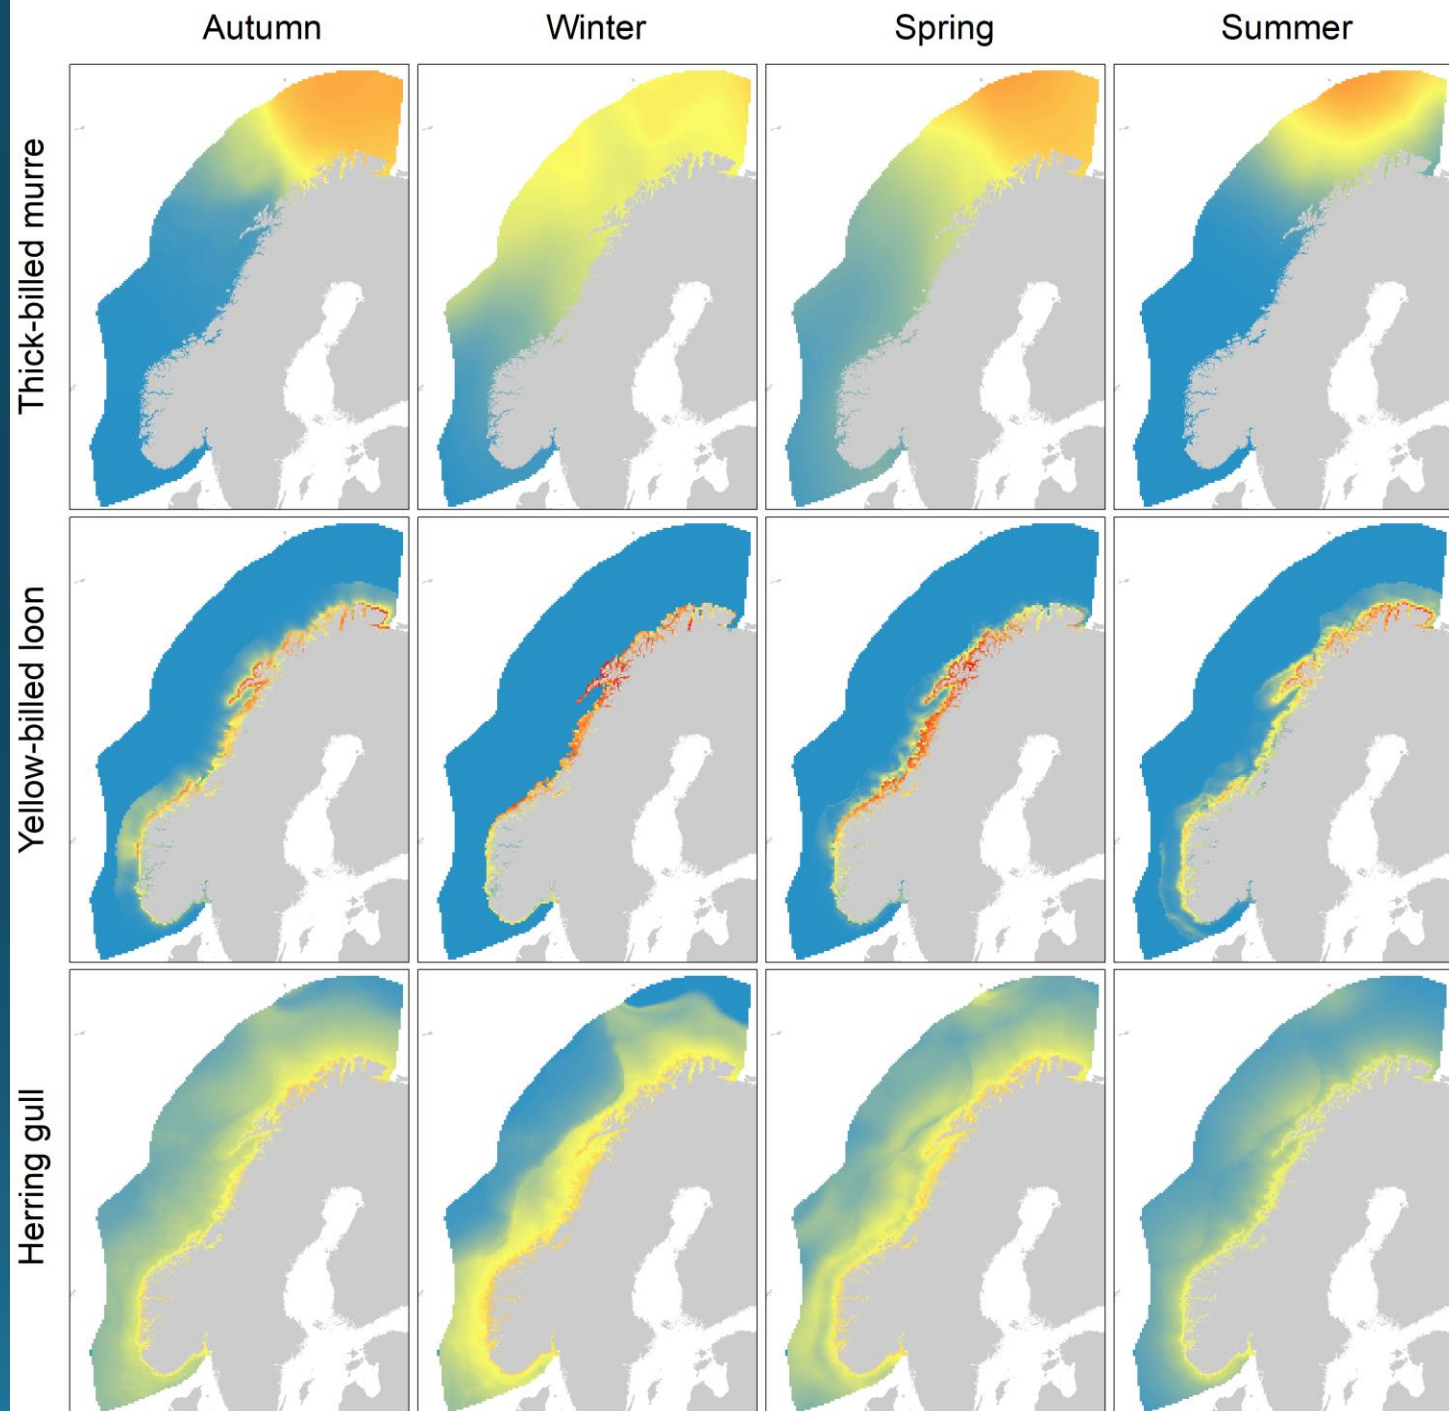 Autumn
Winter
Spring
Summer
Thick-billed murre
Yellow-billed loon
Herring gull